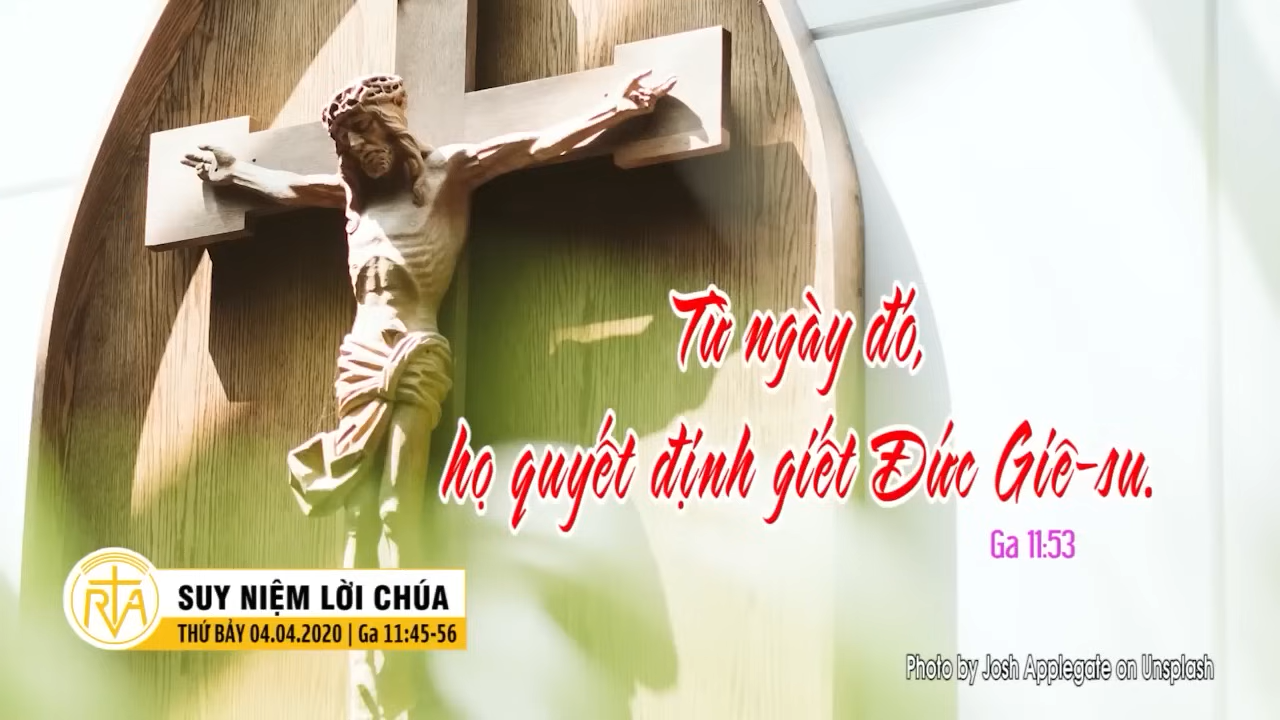 Từ ngày đó,
họ quyết định giết Đức Giê-su.
Ga 11:53
RVA
SUY NIỆM LỜI CHÚA
THỨ BẢY 04.04.2020 | Ga 11:45-56
Photo by Josh Applegate on Unsplash